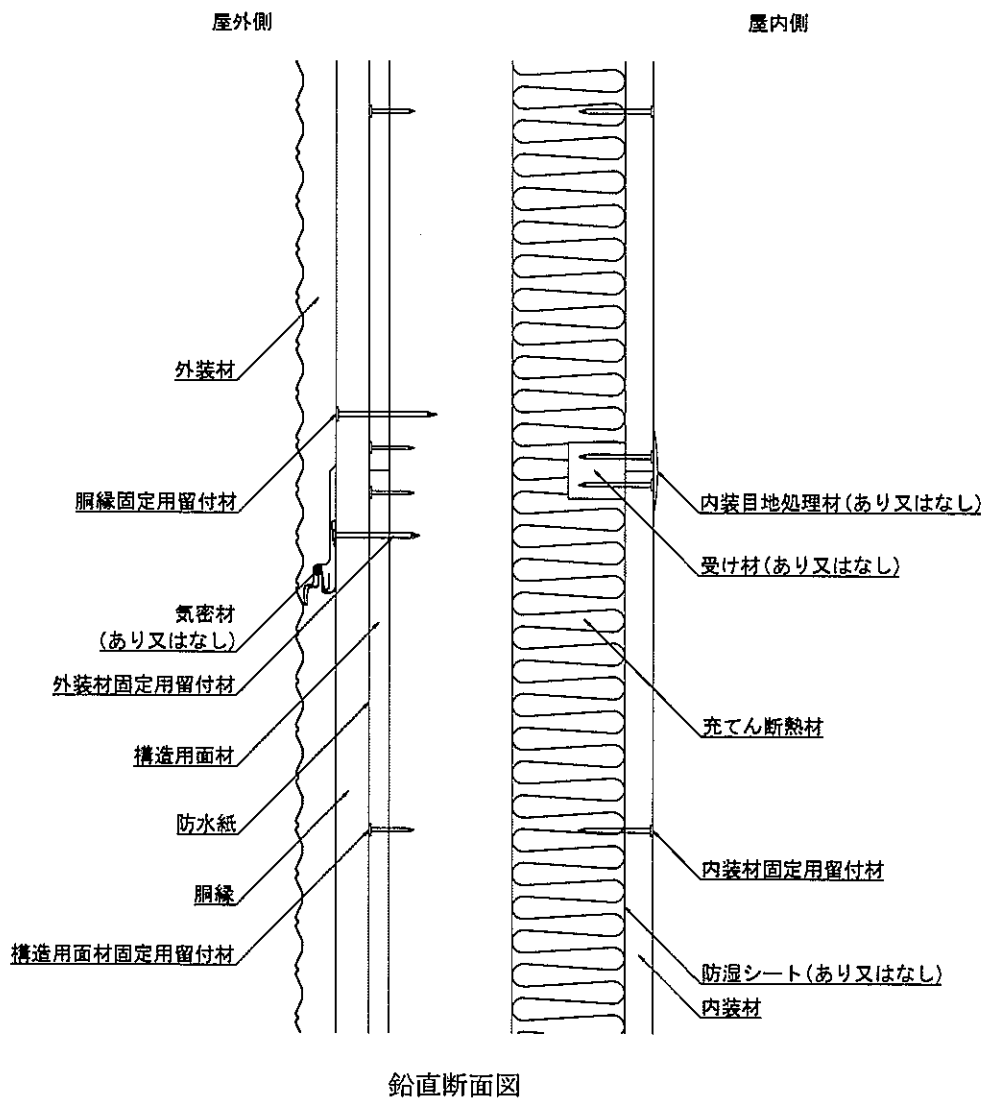 屋外側
屋内側
外装材
胴縁固定用留付材
気密材
(あり又はなし)
外装材固定用留付材
構造用面材
防水紙
胴縁
構造用面材固定用留付材
内装目地処理材(あり又はなし)
受け材(あり又はなし)
充てん断熱材
内装材固定用留付材
防湿シート(あり又はなし)
内装材
鉛直断面図